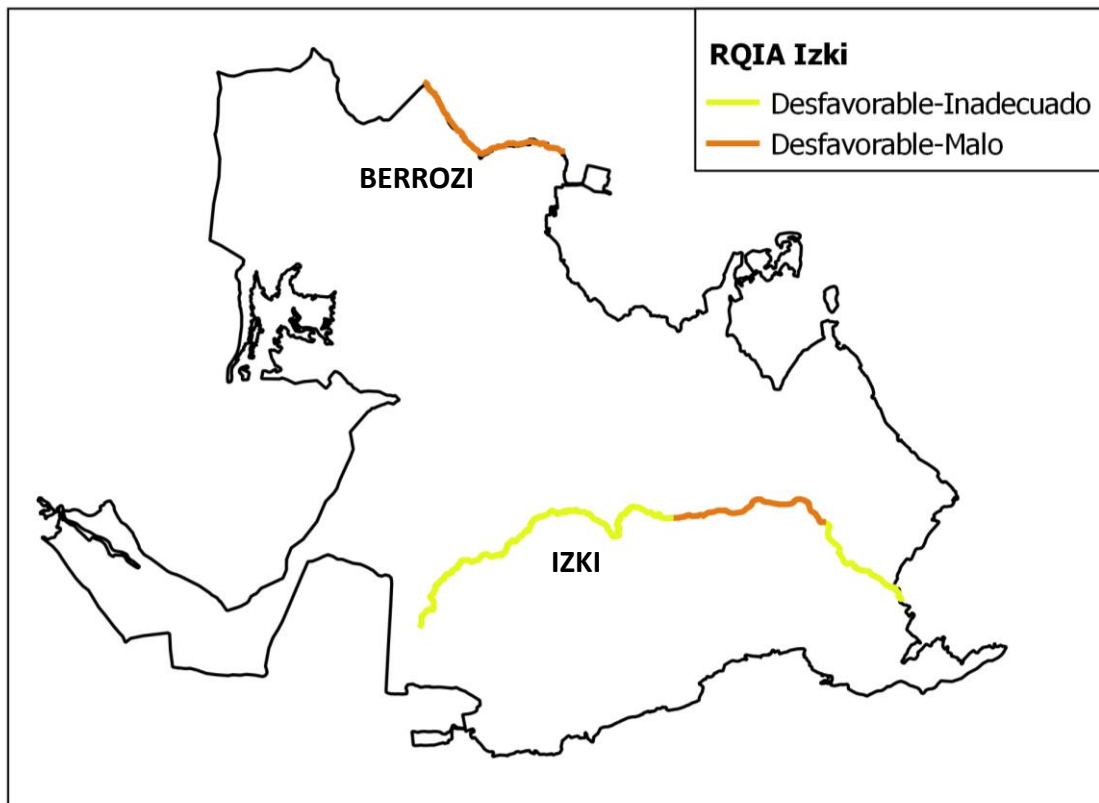 RQIA Izki
Desfavorable-Inadecuado
Desfavorable-Malo
BERROZI
IZKI